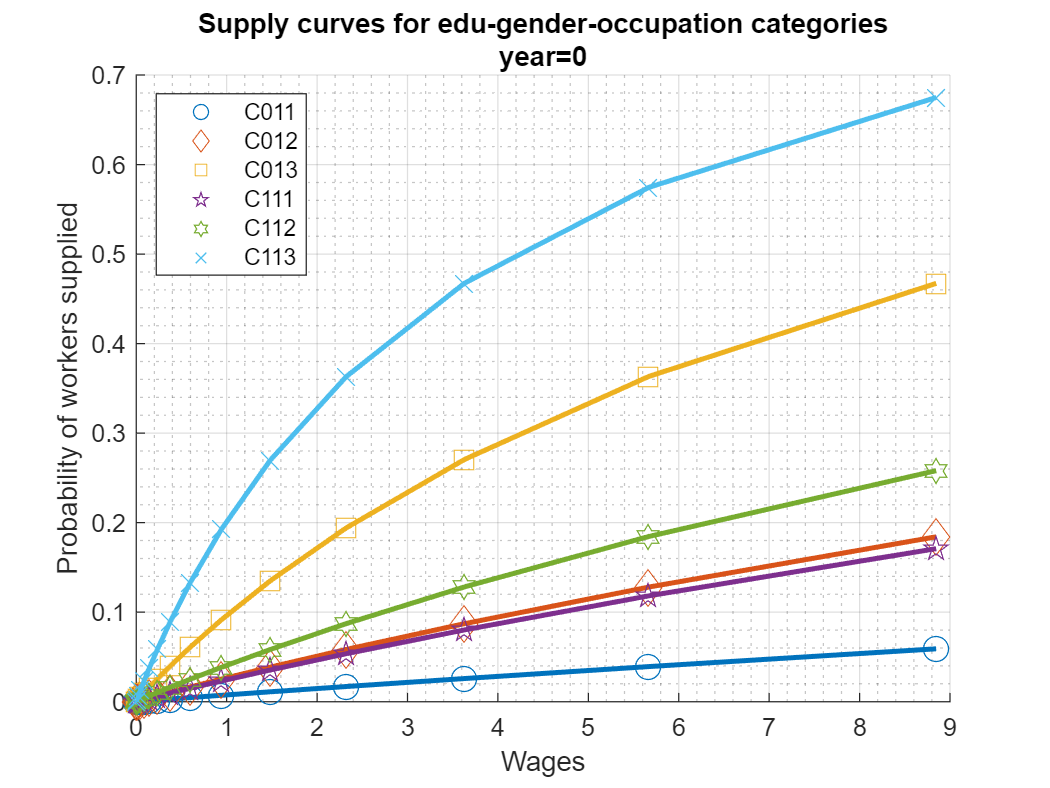 Supply curves for edu-gender-occupation categories
year=0
Probability of workers supplied
0.7
0.6
0.5
0.4
0.3
0.2
0.1
0
C011
C012
C013
C111
C112
C113
0 1 2 3 4 5 6 7 8 9
Wages